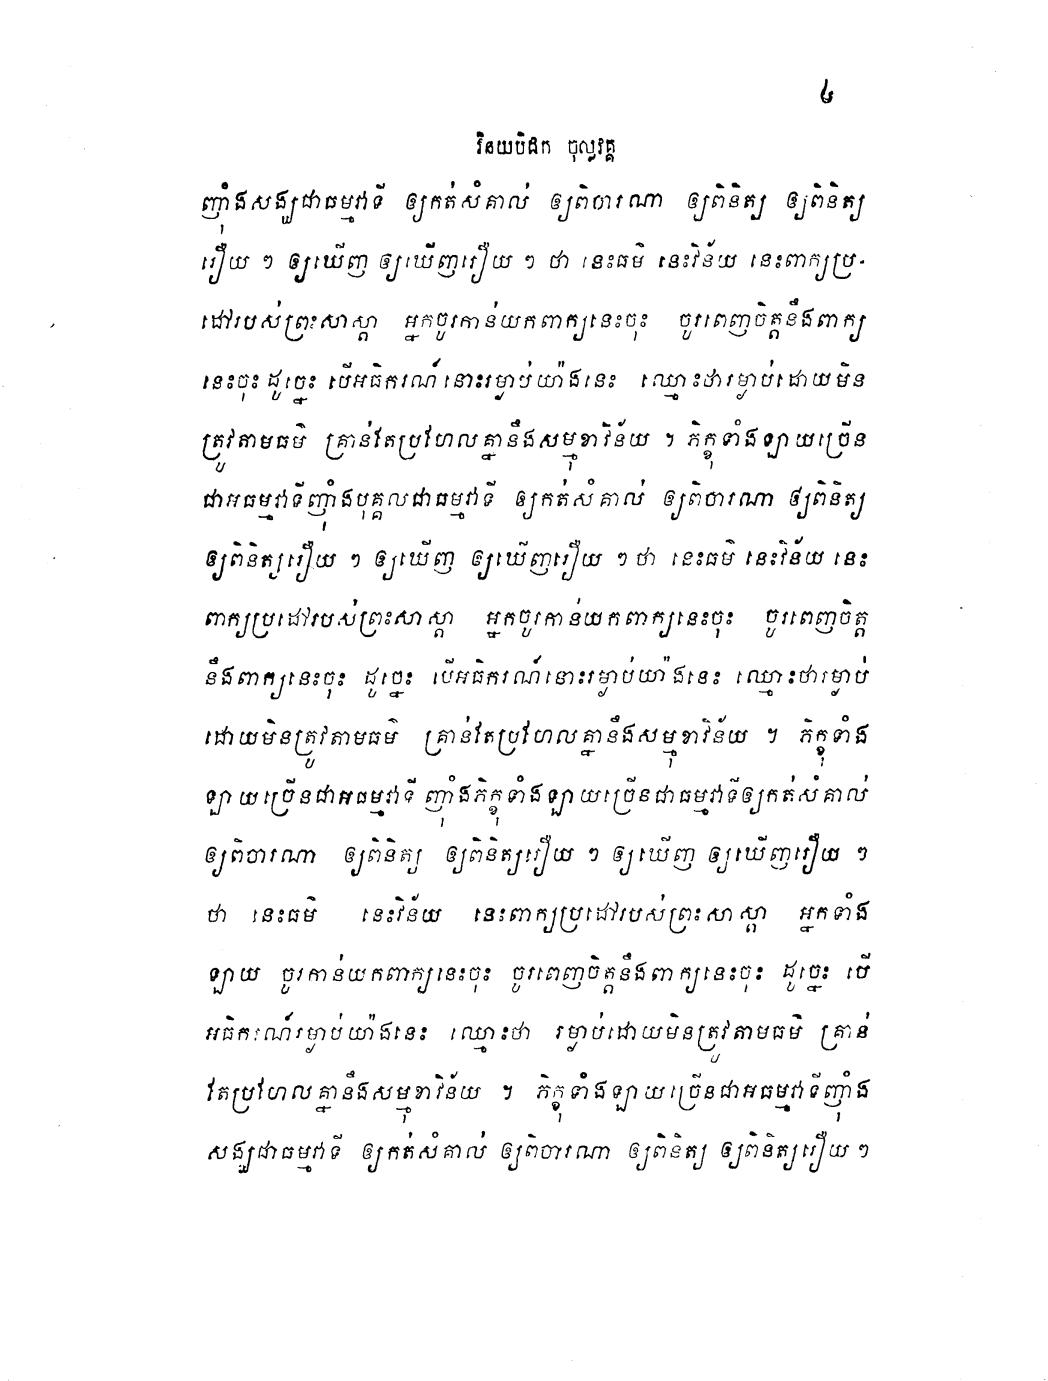 ៤
វិនយបិដក ចុល្លវគ្គ
ញ៉ាំងសង្ឃជាធម្មវាទី ឲ្យកត់សំគាល់ ឲ្យពិចារណា ឲ្យពិនិត្យ ឲ្យពិនិត្យ
រឿយ ៗ ឲ្យឃើញ ឲ្យឃើញរឿយ ៗ ថា នេះធម៌ នេះវិន័យ នេះពាក្យប្រ-
ដៅរបស់ព្រះសាស្តា អ្នកចូរកាន់យកពាក្យនេះចុះ ចូរពេញចិត្តនឹងពាក្យ
នេះចុះ ដូច្នេះ បើអធិករណ៍នោះរម្ងាប់យ៉ាងនេះ ឈ្មោះថារម្ងាប់ដោយមិន
ត្រូវតាមធម៌ គ្រាន់តែប្រហែលគ្នានឹងសម្មុខាវិន័យ ។ ភិក្ខុទាំងឡាយច្រើន
ជាអធម្មវាទីញ៉ាំងបុគ្គលជាធម្មវាទី ឲ្យកត់សំគាល់ ឲ្យពិចារណា ឲ្យពិនិត្យ
ឲ្យពិនិត្យរឿយ ៗ ឲ្យឃើញ ឲ្យឃើញរឿយ ៗ ថា នេះធម៌ នេះវិន័យ នេះ
ពាក្យប្រដៅរបស់ព្រះសាស្តា អ្នកចូរកាន់យកពាក្យនេះចុះ ចូរពេញចិត្ត
នឹងពាក្យនេះចុះ ដូច្នេះ បើអធិករណ៍នោះរម្ងាប់យ៉ាងនេះ ឈ្មោះថារម្ងាប់
ដោយមិនត្រូវតាមធម៌ គ្រាន់តែប្រហែលគ្នានឹងសម្មុខាវិន័យ ។ ភិក្ខុទាំង
ឡាយច្រើនជាអធម្មវាទី ញ៉ាំងភិក្ខុទាំងឡាយច្រើនជាធម្មវាទីឲ្យកត់សំគាល់
ឲ្យពិចារណា ឲ្យពិនិត្យ ឲ្យពិនិត្យរឿយ ៗ ឲ្យឃើញ ឲ្យឃើញរឿយ ៗ
ថា នេះធម៌ នេះវិន័យ នេះពាក្យប្រដៅរបស់ព្រះសាស្តា អ្នកទាំង
ឡាយ ចូរកាន់យកពាក្យនេះចុះ ចូរពេញចិត្តនឹងពាក្យនេះចុះ ដូច្នេះ បើ
អធិករណ៍រម្ងាប់យ៉ាងនេះ ឈ្មោះថា រម្ងាប់ដោយមិនត្រូវតាមធម៌ គ្រាន់
តែប្រហែលគ្នានឹងសម្មុខាវិន័យ ។ ភិក្ខុទាំងឡាយច្រើនជាអធម្មវាទីញ៉ាំង
សង្ឃជាធម្មវាទី ឲ្យកត់សំគាល់ ឲ្យពិចារណា ឲ្យពិនិត្យ ឲ្យពិនិត្យរឿយ ៗ